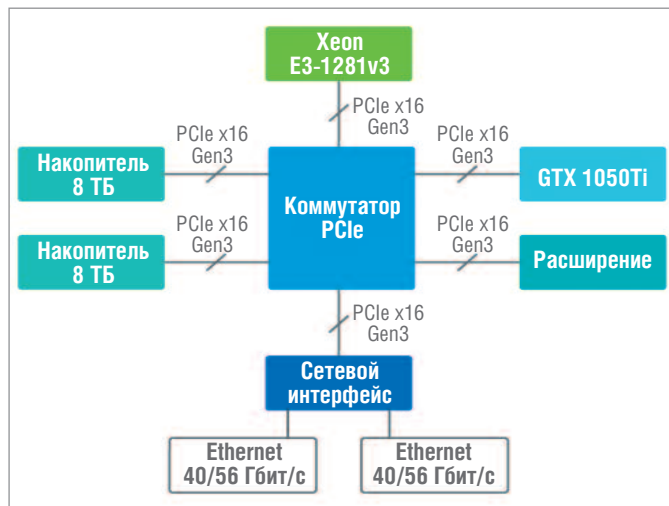 Xeon
E3-1281v3
PCIe x16
Gen3
PCIe x16
Gen3
PCIe x16
Gen3
Накопитель
8 ТБ
Коммутатор
PCIe
GTX 1050Ti
PCIe x16
Gen3
PCIe x16
Gen3
Накопитель
8 ТБ
Расширение
PCIe x16
Gen3
Сетевой
интерфейс
Ethernet
40/56 Гбит/с
Ethernet
40/56 Гбит/с